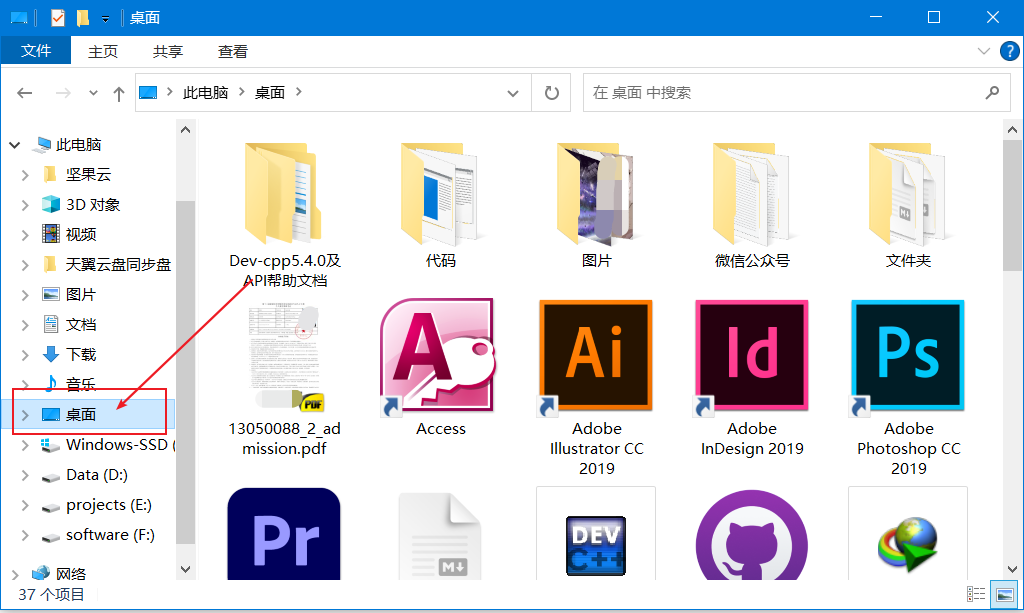 桌面
文件
主页
共享
查看
此电脑
桌面
在 桌面 中搜索
此电脑
坚果云
3D 对象
视频
天翼云盘同步盘
图片
文档
下载
音乐
桌面
Windows-SSD (
Data (D:)
projects (E:)
software (F:)
网络
Dev-cpp5.4.0及
API帮助文档
代码
图片
微信公众号
文件夹
M
PDF
13050088_2_ad
mission.pdf
A
Access
Ai
Adobe
Illustrator CC
2019
Id
Adobe
InDesign 2019
Ps
Adobe
Photoshop CC
2019
Pr
M
DEV
C++
37 个项目